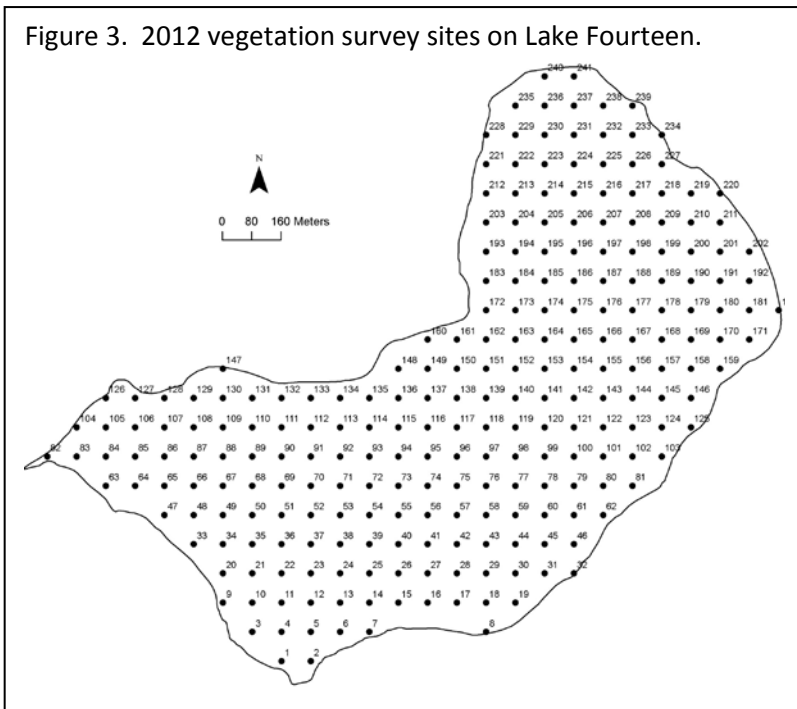 Figure 3. 2012 vegetation survey sites on Lake Fourteen.
240 241
235 236 237 238 239
228 229 230 231 232 233 234
N
221 222 223 224 225 226 227
212 213 214 215 216 217 218 219 220
0 80 160 Meters
203 204 205 206 207 208 209 210 211
193 194 195 196 197 198 199 200 201 202
183 184 185 186 187 188 189 190 191 192
172 173 174 175 176 177 178 179 180 181 1
160 161 162 163 164 165 166 167 168 169 170 171
147 148 149 150 151 152 153 154 155 156 157 158 159
126 127 128 129 130 131 132 133 134 135 136 137 138 139 140 141 142 143 144 145 146
104 105 106 107 108 109 110 111 112 113 114 115 116 117 118 119 120 121 122 123 124 125
82 83 84 85 86 87 88 89 90 91 92 93 94 95 96 97 98 99 100 101 102 103
63 64 65 66 67 68 69 70 71 72 73 74 75 76 77 78 79 80 81
47 48 49 50 51 52 53 54 55 56 57 58 59 60 61 62
33 34 35 36 37 38 39 40 41 42 43 44 45 46
20 21 22 23 24 25 26 27 28 29 30 31 32
9 10 11 12 13 14 15 16 17 18 19
3 4 5 6 7 8
1 2